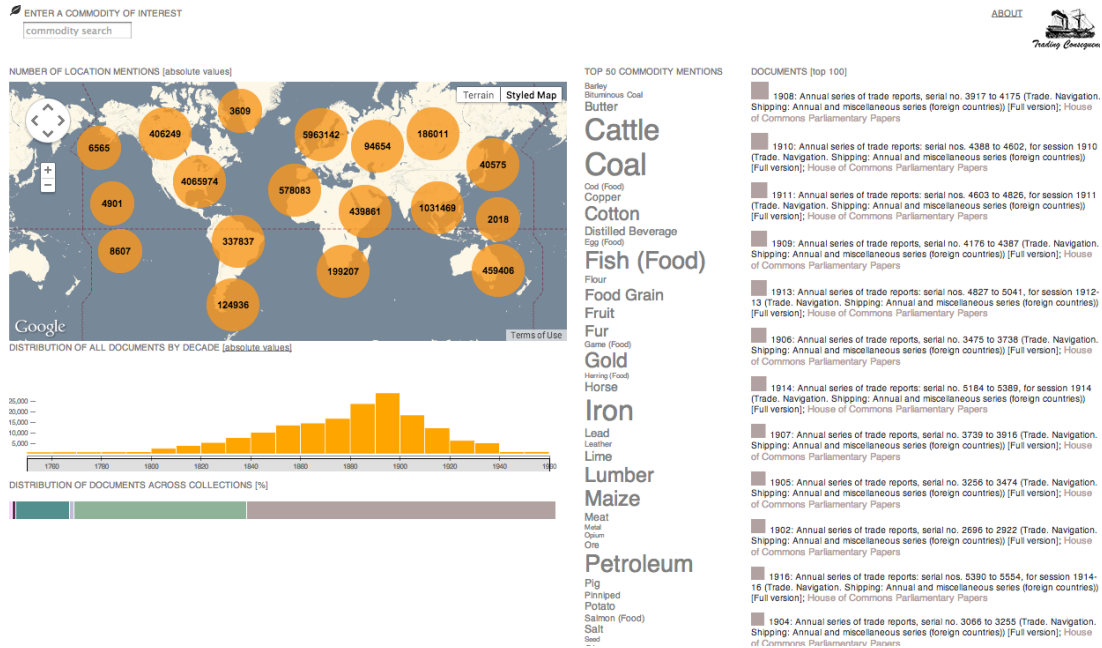 ENTER A COMMODITY OF INTEREST
commodity search
ABOUT
NUMBER OF LOCATION MENTIONS [absolute values]
Terrain
Styled Map
3609
406249
5963142
186011
6565
94654
40575
4065974
578083
4901
439861
1031469
2018
337837
8607
199207
459406
124936
+
−
Google
Terms of Use
DISTRIBUTION OF ALL DOCUMENTS BY DECADE [absolute values]
25,000
20,000
15,000
10,000
5,000
1760 1780 1800 1820 1840 1860 1880 1900 1920 1940
DISTRIBUTION OF DOCUMENTS ACROSS COLLECTIONS [%]
TOP 50 COMMODITY MENTIONS
Barley
Bituminous Coal
Butter
Cattle
Coal
Cod (Food)
Copper
Cotton
Distilled Beverage
Egg (Food)
Fish (Food)
Flour
Food Grain
Fruit
Fur
Game (Food)
Gold
Herring (Food)
Horse
Iron
Lead
Leather
Lime
Lumber
Maize
Meat
Metal
Opium
Ore
Petroleum
Pig
Pinniped
Potato
Salmon (Food)
Salt
Seed
DOCUMENTS [top 100]
1908: Annual series of trade reports, serial no. 3917 to 4175 (Trade. Navigation.
Shipping: Annual and miscellaneous series (foreign countries)) [Full version]; House
of Commons Parliamentary Papers
1910: Annual series of trade reports: serial nos. 4388 to 4602, for session 1910
(Trade. Navigation. Shipping: Annual and miscellaneous series (foreign countries))
[Full version]; House of Commons Parliamentary Papers
1911: Annual series of trade reports: serial nos. 4603 to 4826, for session 1911
(Trade. Navigation. Shipping: Annual and miscellaneous series (foreign countries))
[Full version]; House of Commons Parliamentary Papers
1909: Annual series of trade reports, serial no. 4176 to 4387 (Trade. Navigation.
Shipping: Annual and miscellaneous series (foreign countries)) [Full version]; House
of Commons Parliamentary Papers
1913: Annual series of trade reports: serial nos. 4827 to 5041, for session 1912-
13 (Trade. Navigation. Shipping: Annual and miscellaneous series (foreign countries))
[Full version]; House of Commons Parliamentary Papers
1906: Annual series of trade reports, serial no. 3475 to 3738 (Trade. Navigation.
Shipping: Annual and miscellaneous series (foreign countries)) [Full version]; House
of Commons Parliamentary Papers
1914: Annual series of trade reports: serial nos. 5184 to 5389, for session 1914
(Trade. Navigation. Shipping: Annual and miscellaneous series (foreign countries))
[Full version]; House of Commons Parliamentary Papers
1907: Annual series of trade reports, serial no. 3739 to 3916 (Trade. Navigation.
Shipping: Annual and miscellaneous series (foreign countries)) [Full version]; House
of Commons Parliamentary Papers
1905: Annual series of trade reports, serial no. 3256 to 3474 (Trade. Navigation.
Shipping: Annual and miscellaneous series (foreign countries)) [Full version]; House
of Commons Parliamentary Papers
1902: Annual series of trade reports, serial no. 2696 to 2922 (Trade. Navigation.
Shipping: Annual and miscellaneous series (foreign countries)) [Full version]; House
of Commons Parliamentary Papers
1916: Annual series of trade reports: serial nos. 5390 to 5554, for session 1914-
16 (Trade. Navigation. Shipping: Annual and miscellaneous series (foreign countries))
[Full version]; House of Commons Parliamentary Papers
1904: Annual series of trade reports, serial no. 3066 to 3255 (Trade. Navigation.
Shipping: Annual and miscellaneous series (foreign countries)) [Full version]; House
of Commons Parliamentary Papers
Trading